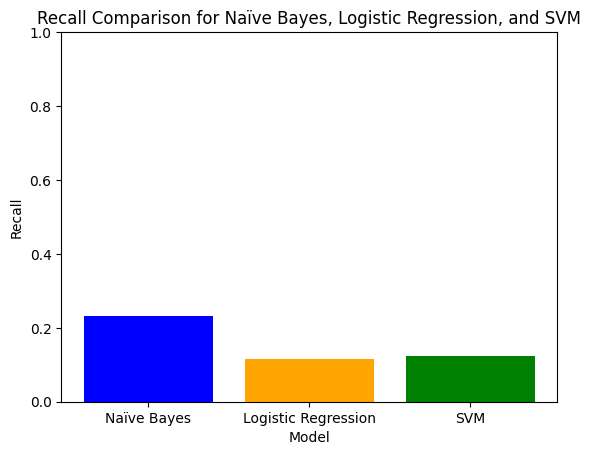 Recall Comparison for Naïve Bayes, Logistic Regression, and SVM
1.0
0.8
0.6
0.4
0.2
0.0
Recall
Naïve Bayes
Logistic Regression
SVM
Model